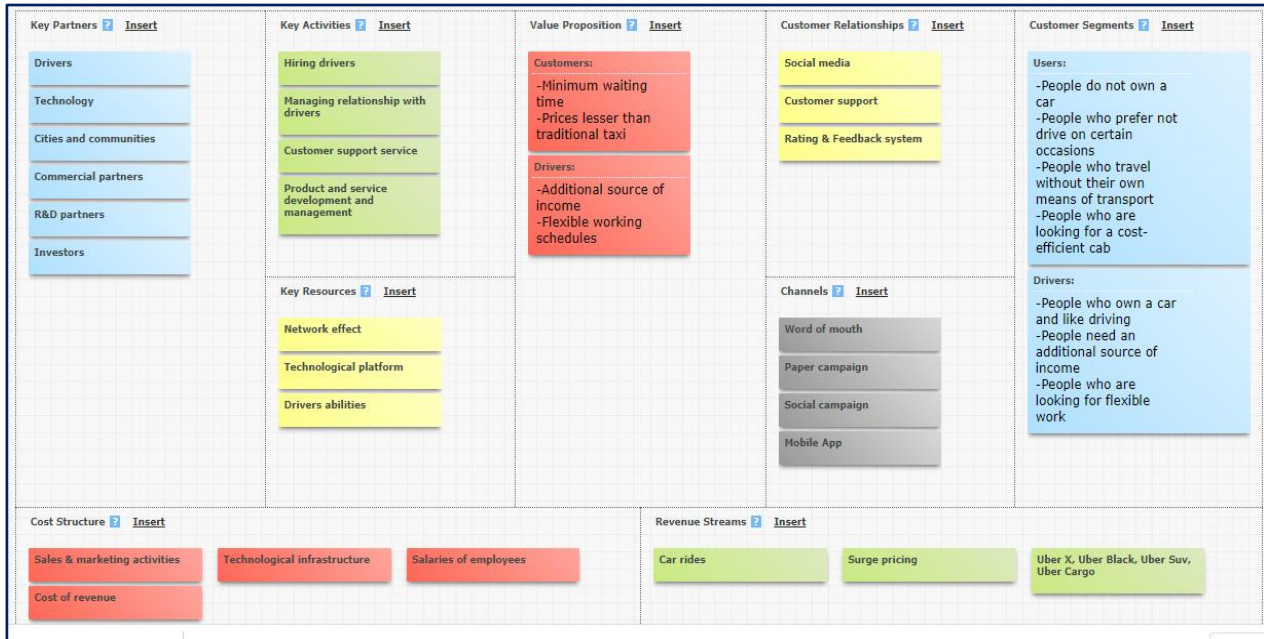 Key Partners ? Insert
Drivers
Technology
Cities and communities
Commercial partners
R&D partners
Investors
Key Activities ? Insert
Hiring drivers
Managing relationship with
drivers
Customer support service
Product and service
development and
management
Key Resources ? Insert
Network effect
Technological platform
Drivers abilities
Value Proposition ? Insert
Customers:
-Minimum waiting
time
-Prices lesser than
traditional taxi
Drivers:
-Additional source of
income
-Flexible working
schedules
Customer Relationships ? Insert
Social media
Customer support
Rating & Feedback system
Channels ? Insert
Word of mouth
Paper campaign
Social campaign
Mobile App
Customer Segments ? Insert
Users:
-People do not own a
car
-People who prefer not
drive on certain
occasions
-People who travel
without their own
means of transport
-People who are
looking for a cost-
efficient cab
Drivers:
-People who own a car
and like driving
-People need an
additional source of
income
-People who are
looking for flexible
work
Cost Structure ? Insert
Sales & marketing activities
Technological infrastructure
Salaries of employees
Cost of revenue
Revenue Streams ? Insert
Car rides
Surge pricing
Uber X, Uber Black, Uber Suv,
Uber Cargo